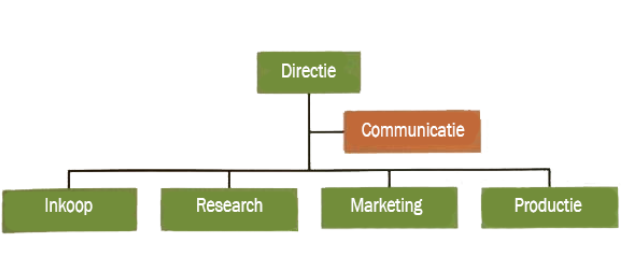 Directie
Communicatie
Inkoop
Research
Marketing
Productie